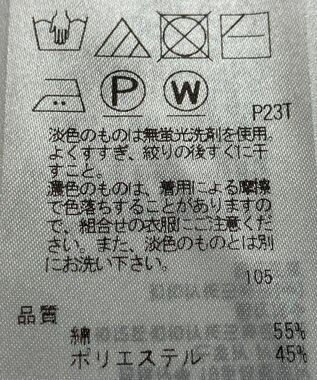 P
W
P23T
淡色のものは無蛍光洗剤を使用。
よくすすぎ、絞りの後すぐに干
すこと。
濃色のものは、着用による摩擦
で色落ちすることがありますの
で、組合せの衣服にご注意くだ
さい。また、淡色のものとは別
にお洗い下さい。
105
品質
綿 55%
ポリエステル 45%